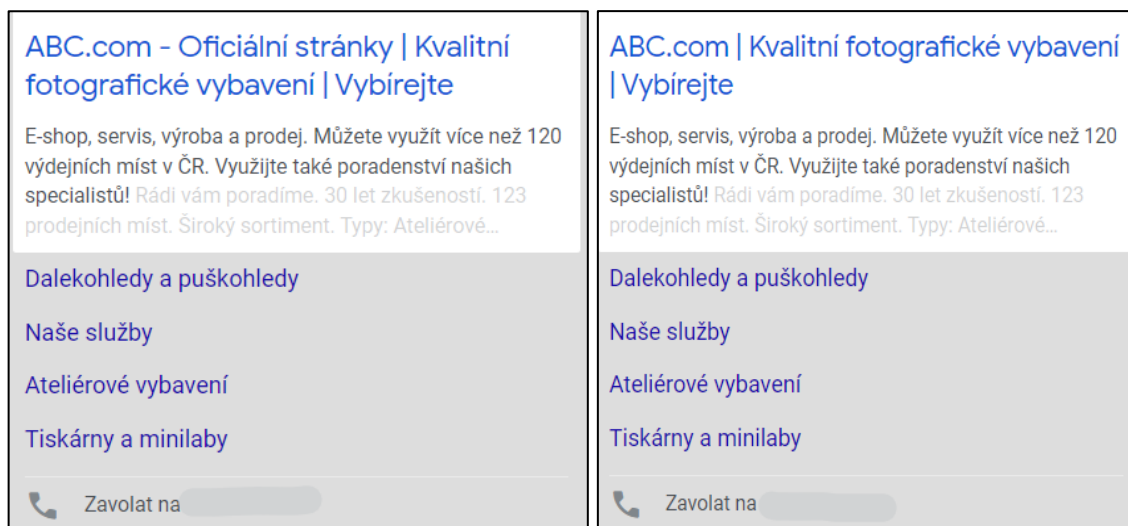 ABC.com - Oficiální stránky | Kvalitní
fotografické vybavení | Vybírejte
E-shop, servis, výroba a prodej. Můžete využít více než 120
výdejních míst v ČR. Využijte také poradenství našich
specialistů! Rádi vám poradíme. 30 let zkušeností. 123
prodejních míst. Široký sortiment. Typy: Ateliérové...
Dalekohledy a puškohledy
Naše služby
Ateliérové vybavení
Tiskárny a minilaby
Zavolat na
ABC.com | Kvalitní fotografické vybavení
| Vybírejte
E-shop, servis, výroba a prodej. Můžete využít více než 120
výdejních míst v ČR. Využijte také poradenství našich
specialistů! Rádi vám poradíme. 30 let zkušeností. 123
prodejních míst. Široký sortiment. Typy: Ateliérové...
Dalekohledy a puškohledy
Naše služby
Ateliérové vybavení
Tiskárny a minilaby
Zavolat na